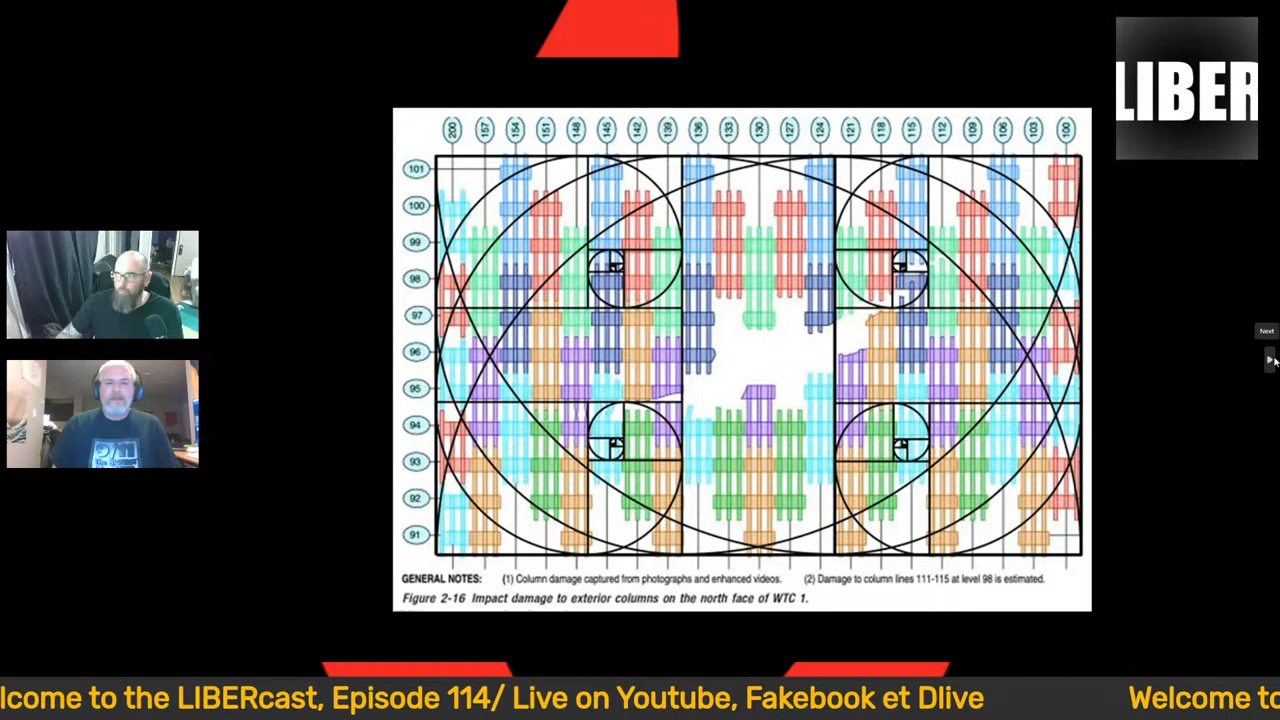 LIBER
200 157 154 151 148 145 142 139 136 133 130 127 124 121 118 115 112 109 106 103 100
101
100
99
98
97
96
95
94
93
92
91
Next
9/11
GENERAL NOTES: (1) Column damage captured from photographs and enhanced videos. (2) Damage to column lines 111-115 at level 98 is estimated.
Figure 2-16 Impact damage to exterior columns on the north face of WTC 1.
lcome to the LIBERcast, Episode 114/ Live on Youtube, Fakebook et Dlive Welcome to